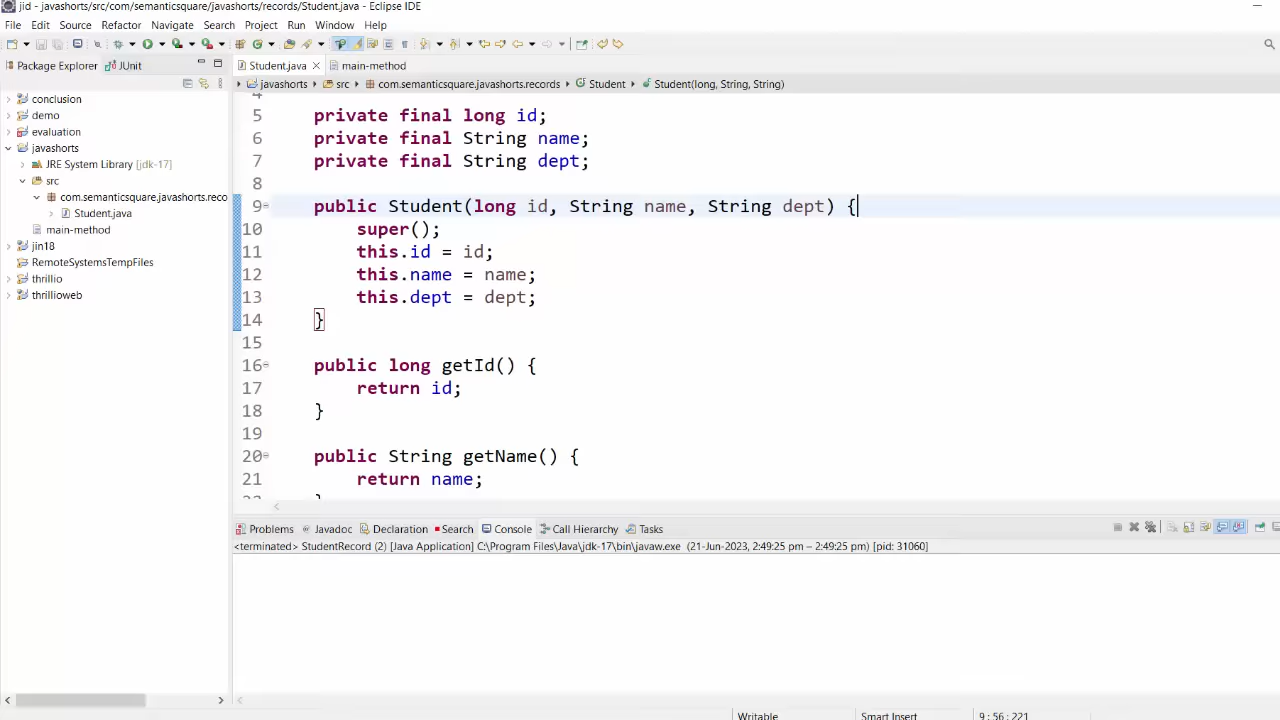 jid - javashorts/src/com/semanticsquare/javashorts/records/Student.java - Eclipse IDE
File Edit Source Refactor Navigate Search Project Run Window Help
Package Explorer JUnit
Student.java main-method
javashorts src com.semanticsquare.javashorts.records Student Student(long, String, String)
conclusion
demo
evaluation
javashorts
JRE System Library [jdk-17]
src
com.semanticsquare.javashorts.reco
Student.java
main-method
jin18
RemoteSystemsTempFiles
thrillio
thrillioweb
4
5 private final long id;
6 private final String name;
7 private final String dept;
8
9 public Student(long id, String name, String dept) {
10 super();
11 this.id = id;
12 this.name = name;
13 this.dept = dept;
14 }
15
16 public long getId() {
17 return id;
18 }
19
20 public String getName() {
21 return name;
22 }
Problems Javadoc Declaration Search Console Call Hierarchy Tasks
<terminated> StudentRecord (2) [Java Application] C:\Program Files\Java\jdk-17\bin\javaw.exe (21-Jun-2023, 2:49:25 pm – 2:49:25 pm) [pid: 31060]
Writable Smart Insert 9 : 56 : 221